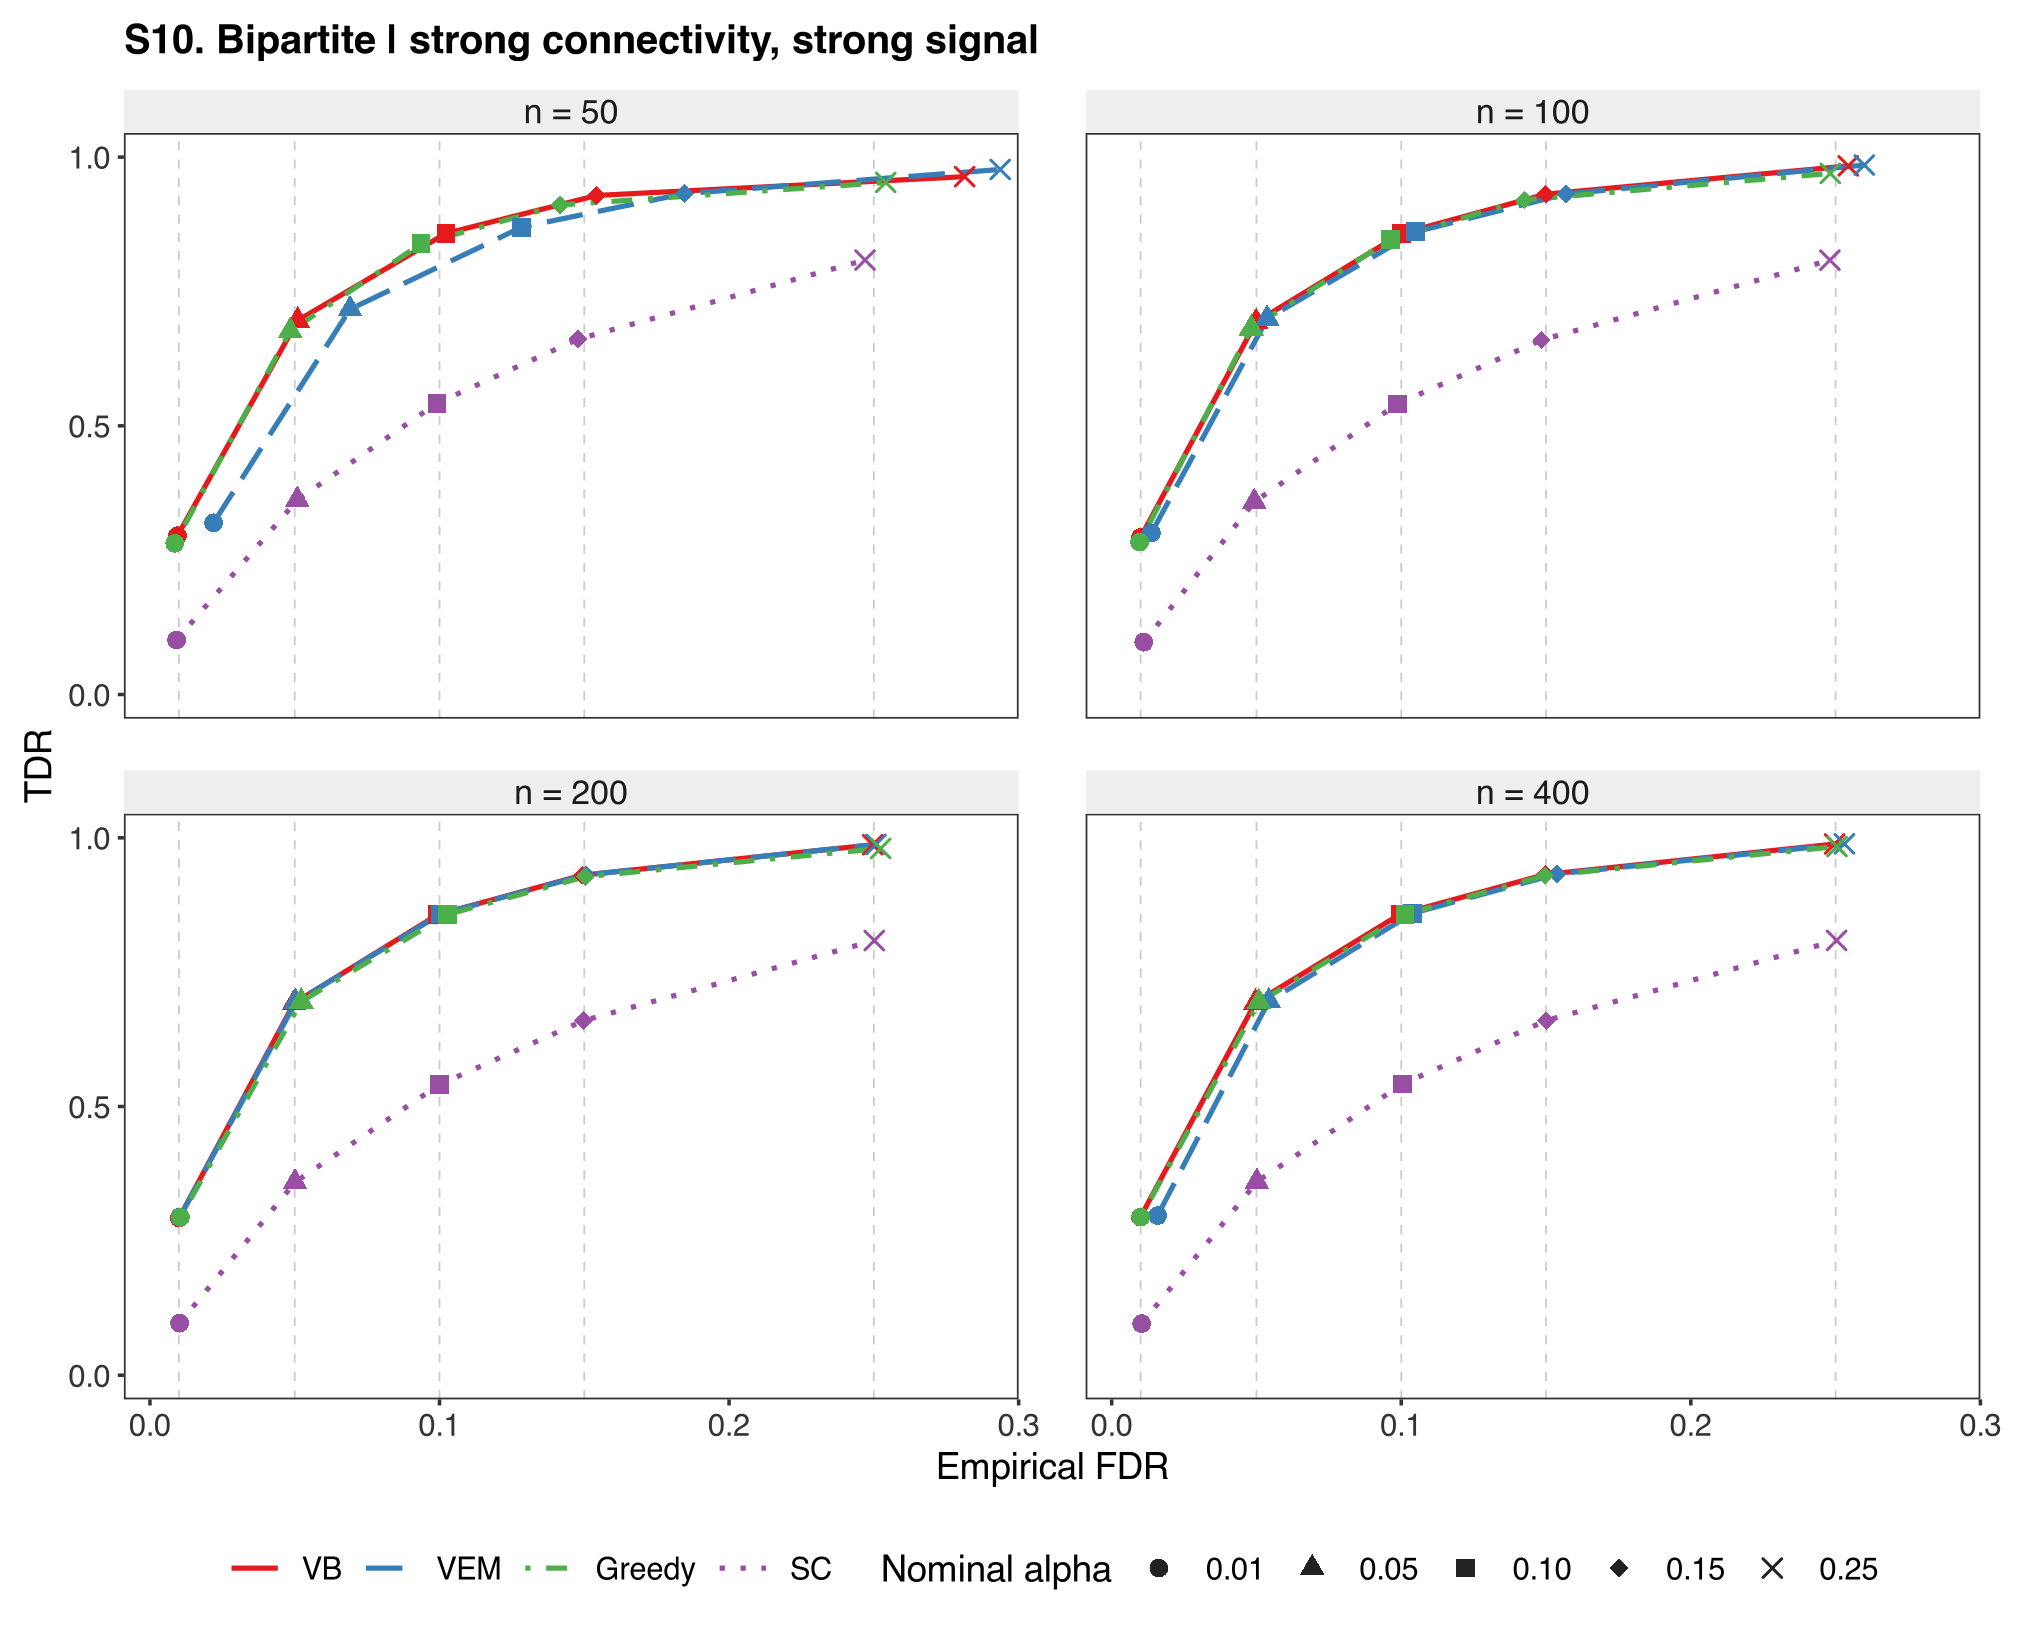 S10. Bipartite | strong connectivity, strong signal
n = 50
n = 100
1.0
0.5
0.0
TDR
n = 200
n = 400
1.0
0.5
0.0
0.0 0.1 0.2 0.3 0.0 0.1 0.2 0.3
Empirical FDR
VB VEM Greedy SC Nominal alpha 0.01 0.05 0.10 0.15 0.25